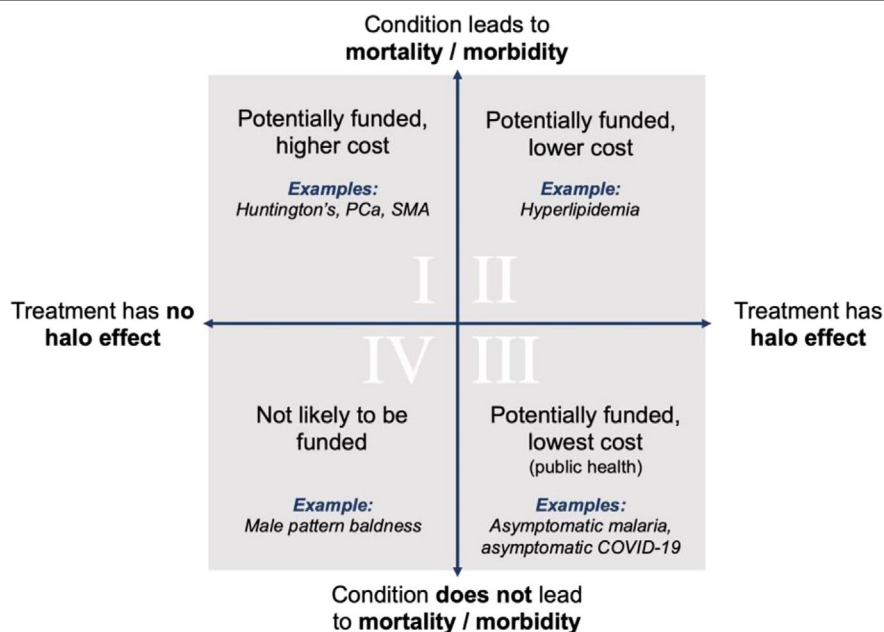 Condition leads to
mortality / morbidity
Potentially funded,
higher cost
Examples:
Huntington's, PCa, SMA
I
Potentially funded,
lower cost
Example:
Hyperlipidemia
II
Treatment has no
halo effect
Treatment has
halo effect
IV
Not likely to be
funded
Example:
Male pattern baldness
III
Potentially funded,
lowest cost
(public health)
Examples:
Asymptomatic malaria,
asymptomatic COVID-19
Condition does not lead
to mortality / morbidity